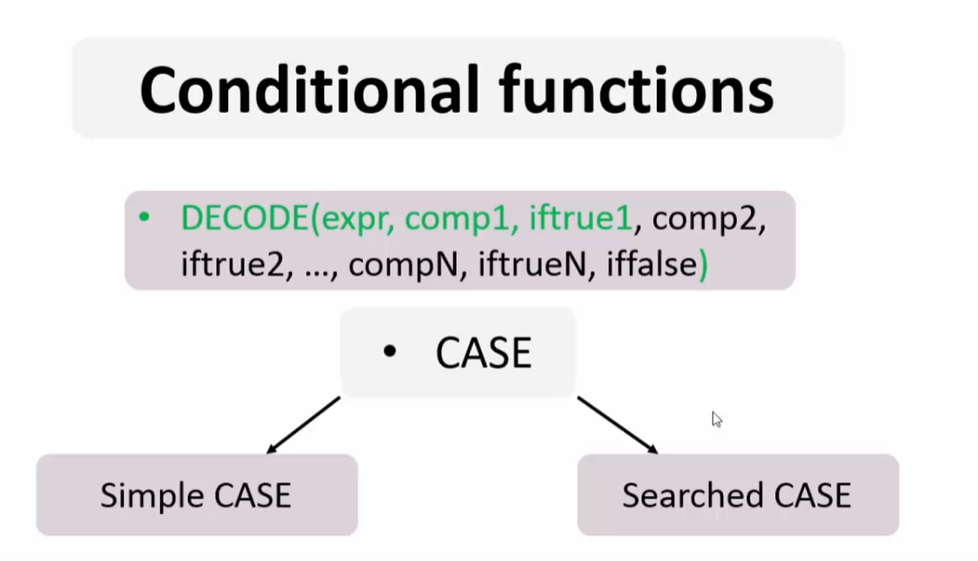 Conditional functions
• DECODE(expr, comp1, iftrue1, comp2,
iftrue2, ..., compN, iftrueN, iffalse)
• CASE
Simple CASE
Searched CASE